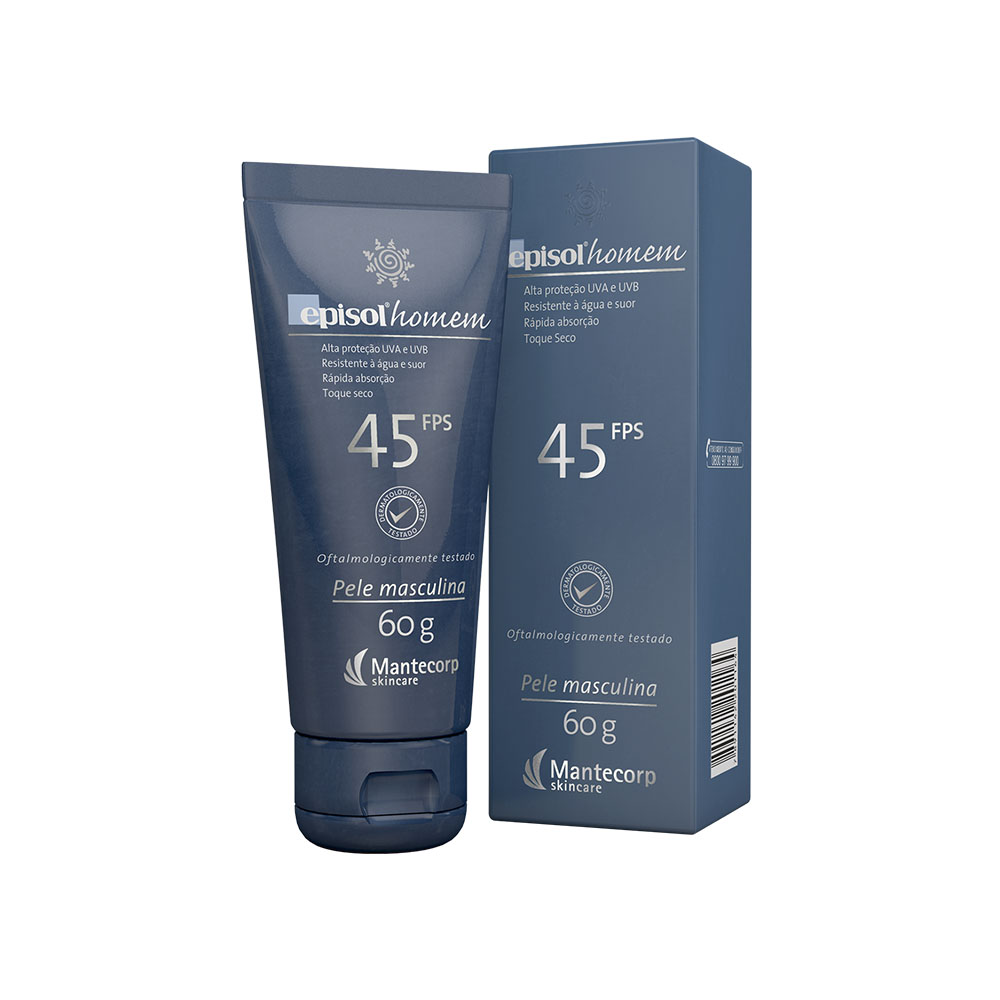 episol® homem
Alta proteção UVA e UVB
Resistente à água e suor
Rápida absorção
Toque seco
45 FPS
DERMATOLOGICAMENTE TESTADO
Oftalmologicamente testado
Pele masculina
60 g
Mantecorp
skincare
episol® homem
Alta proteção UVA e UVB
Resistente à água e suor
Rápida absorção
Toque Seco
45 FPS
DERMATOLOGICAMENTE TESTADO
Oftalmologicamente testado
Pele masculina
60 g
Mantecorp
skincare